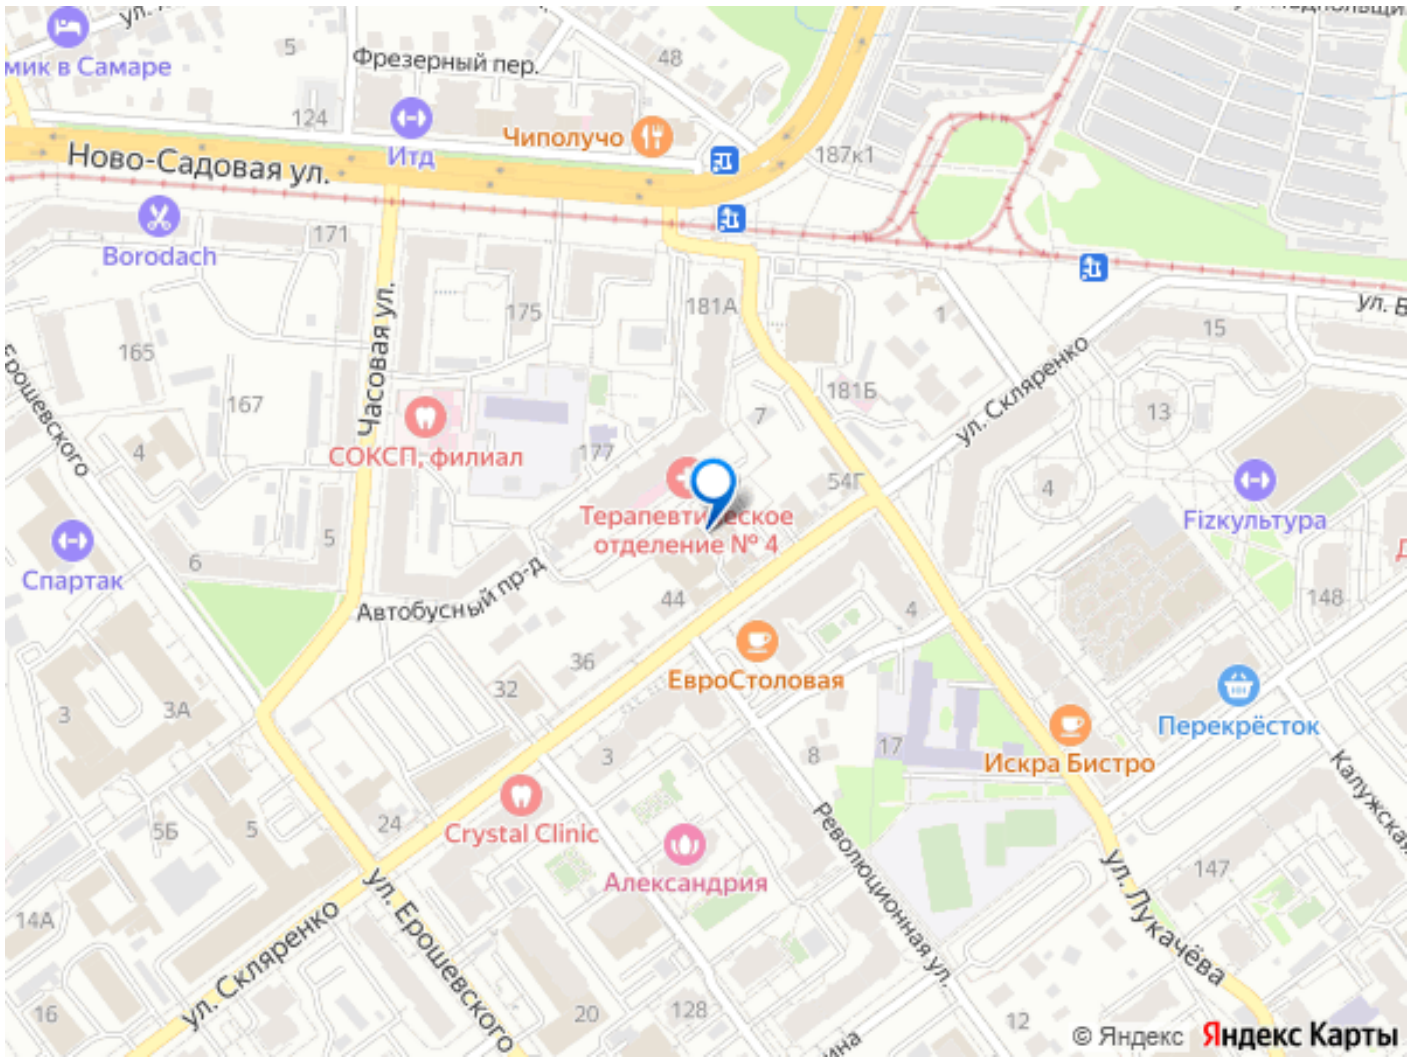 5
48
Фрезерный пер.
мик в Самаре
124
Чиполучо
187к1
Итд
Ново-Садовая ул.
171
Borodach
175
181А
1
15
165
Часовая ул.
Ерошевского
167
181Б
ул. Скляренко
13
7
4
СОКСП, филиал
177
54Г
4
Fizкультура
Терапевтическое
отделение № 4
5
6
Спартак
Автобусный пр-д
44
4
148
36
ЕвроСтоловая
32
3
3А
Перекрёсток
17
8
3
Искра Бистро
Калужская
24
5Б
5
Crystal Clinic
Революционная ул.
147
ул. Лукачёва
Александрия
14А
ул. Скляренко
ул. Ерошевского
16
20
128
12
© Яндекс Яндекс Карты